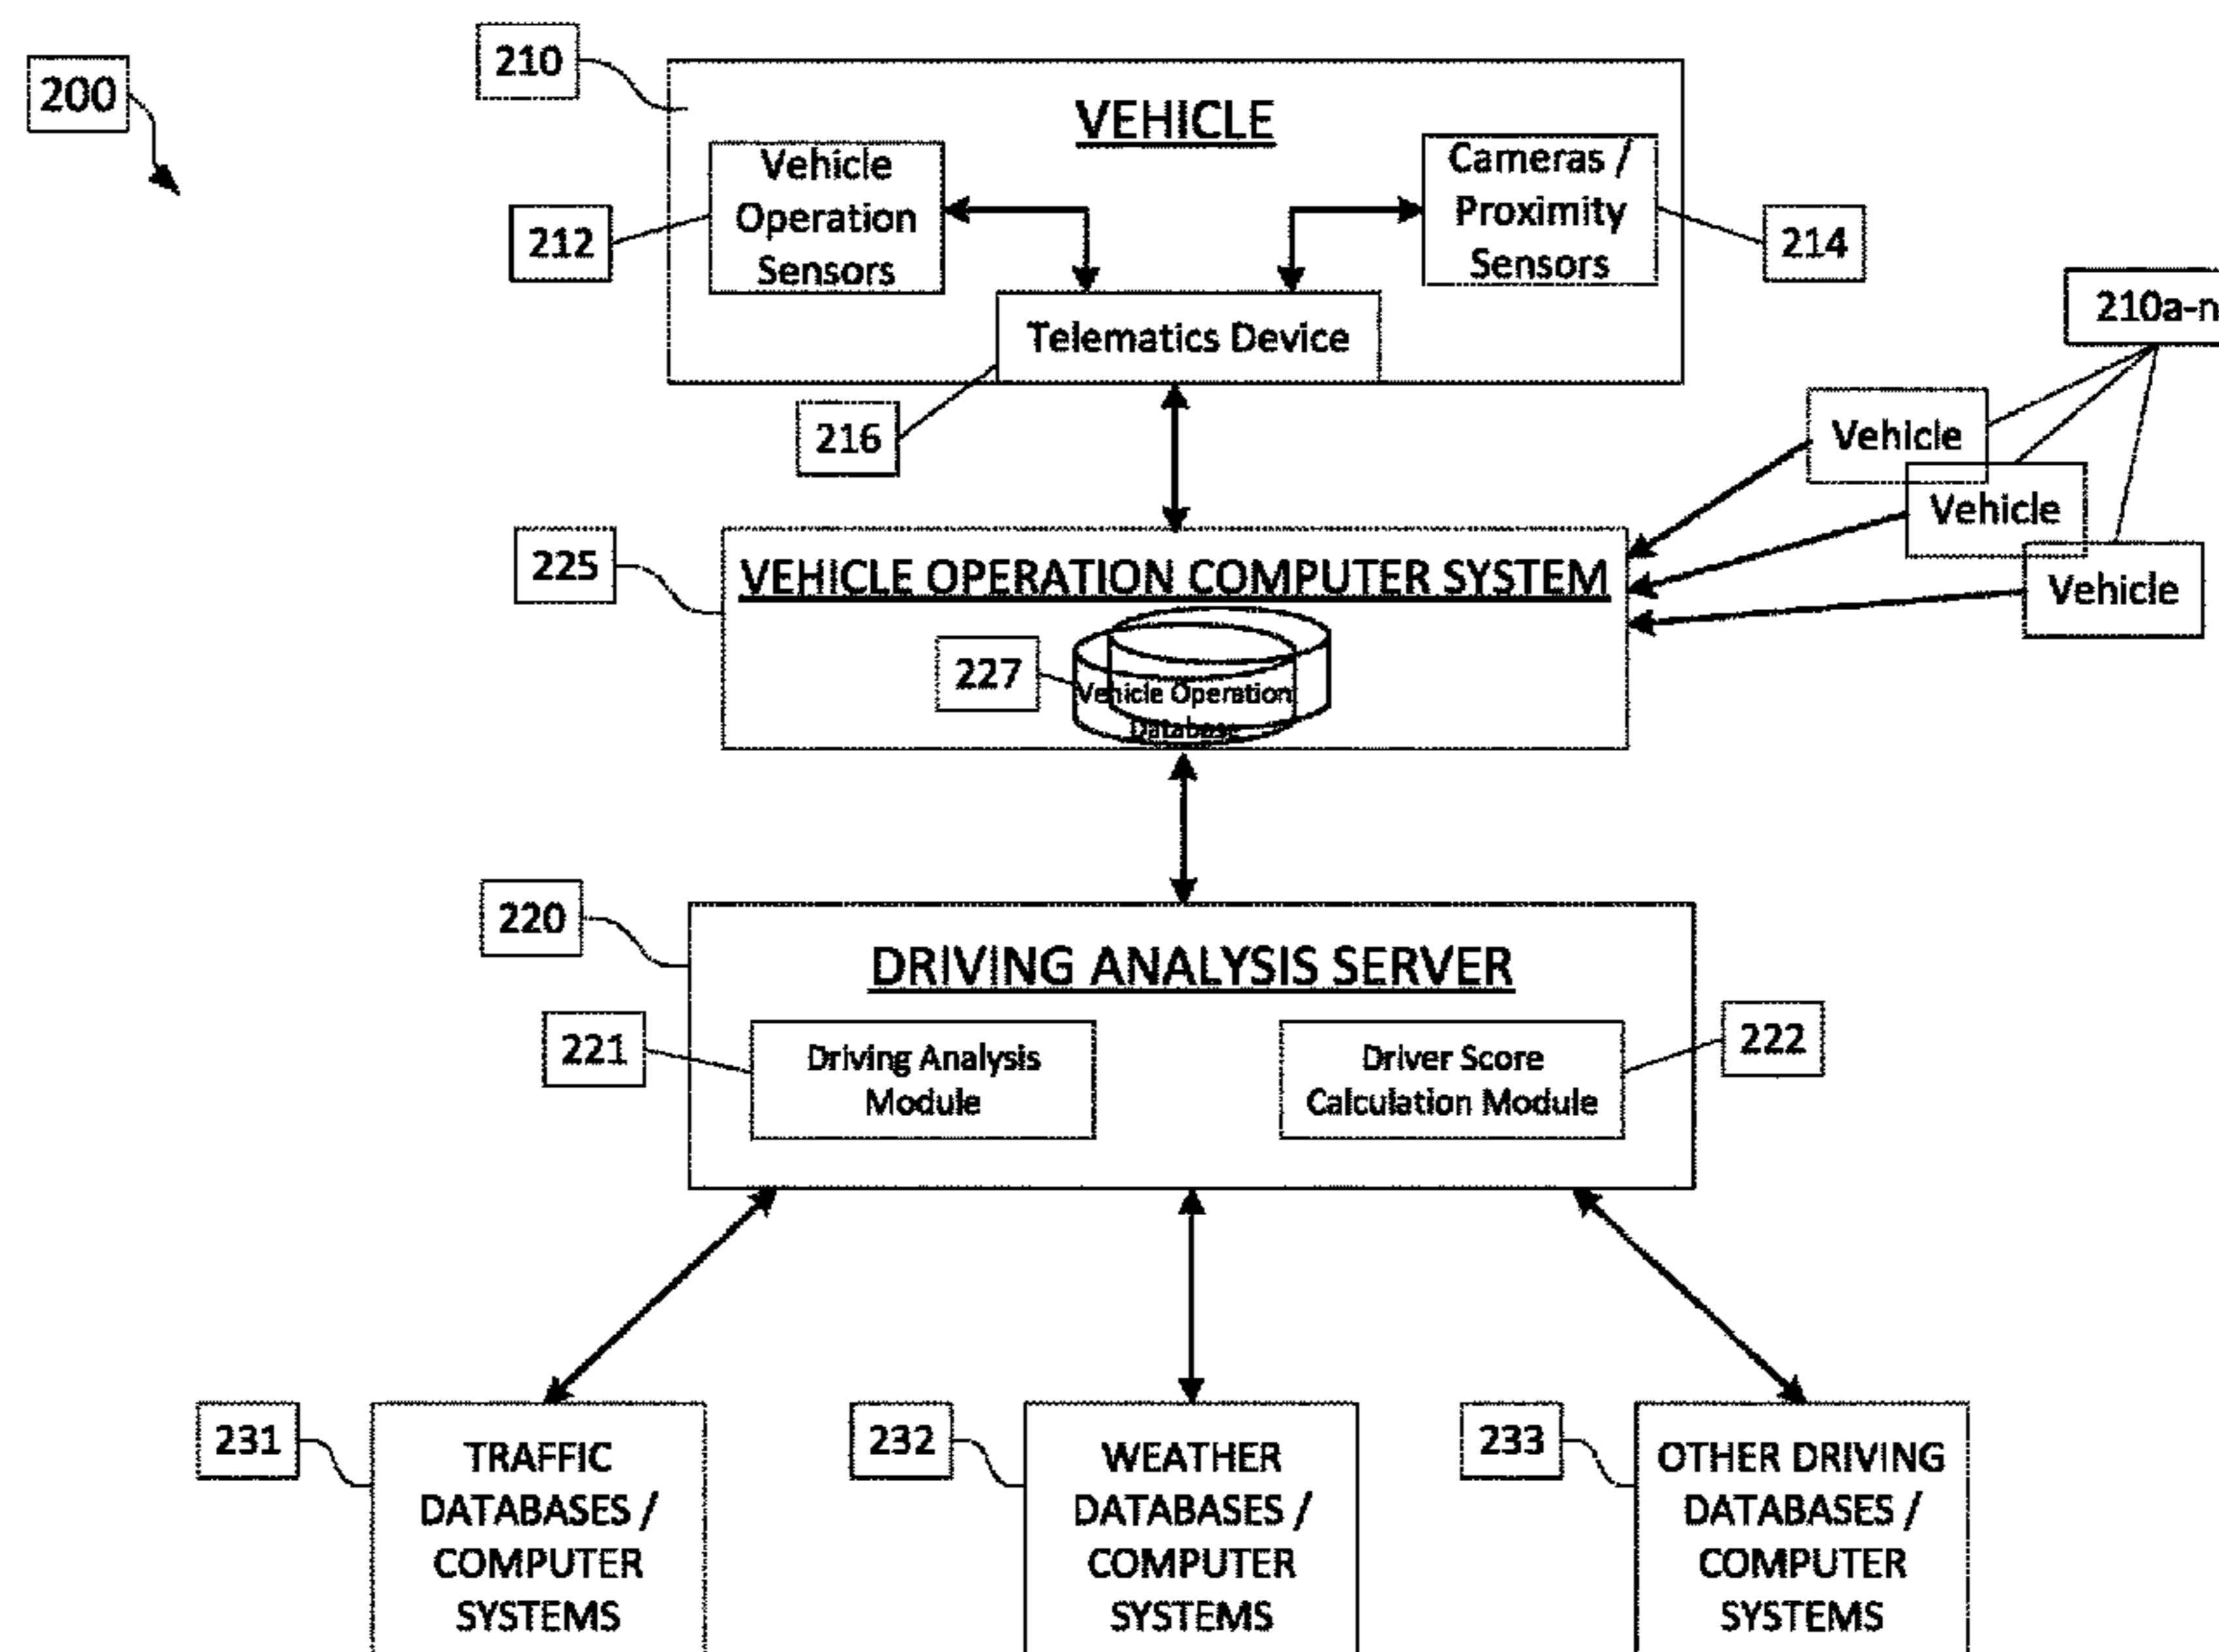 200
210
VEHICLE
Vehicle
Operation
Sensors
212
Cameras /
Proximity
Sensors
214
Telematics Device
216
210a-n
Vehicle
Vehicle
Vehicle
225
VEHICLE OPERATION COMPUTER SYSTEM
227
Vehicle Operation
Database
220
DRIVING ANALYSIS SERVER
221
Driving Analysis
Module
Driver Score
Calculation Module
222
231
TRAFFIC
DATABASES /
COMPUTER
SYSTEMS
232
WEATHER
DATABASES /
COMPUTER
SYSTEMS
233
OTHER DRIVING
DATABASES /
COMPUTER
SYSTEMS